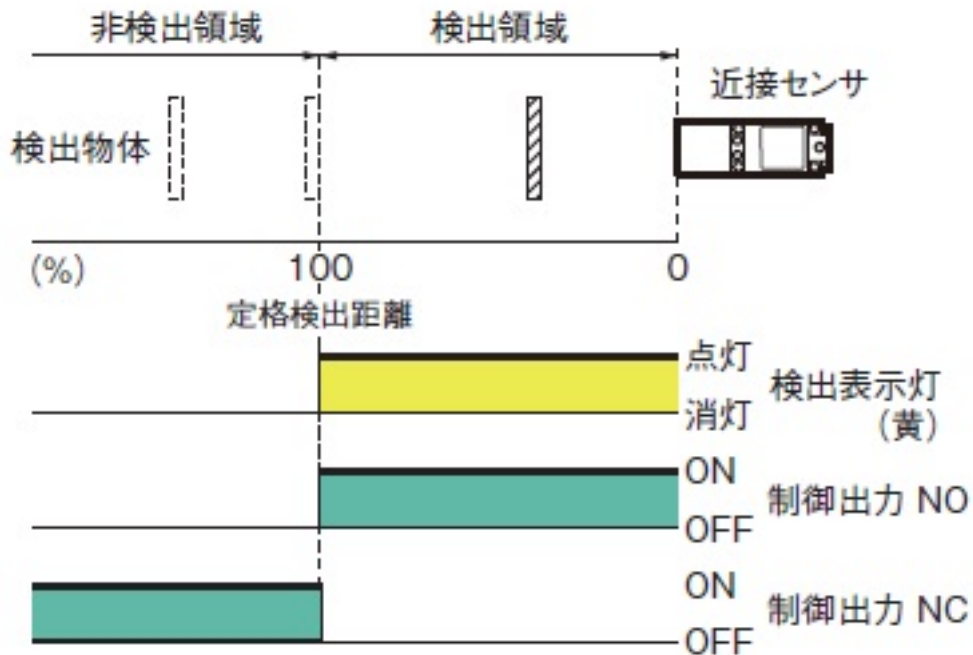 非検出領域
検出領域
近接センサ
検出物体
(%)
100
0
定格検出距離
点灯
消灯
検出表示灯
(黄)
ON
OFF
制御出力 NO
ON
OFF
制御出力 NC